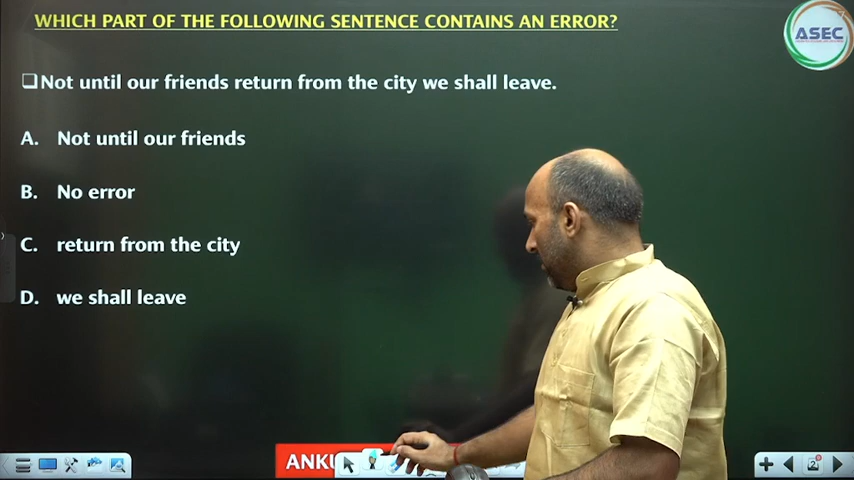 WHICH PART OF THE FOLLOWING SENTENCE CONTAINS AN ERROR?
ASEC
❑Not until our friends return from the city we shall leave.
A. Not until our friends
B. No error
C. return from the city
D. we shall leave